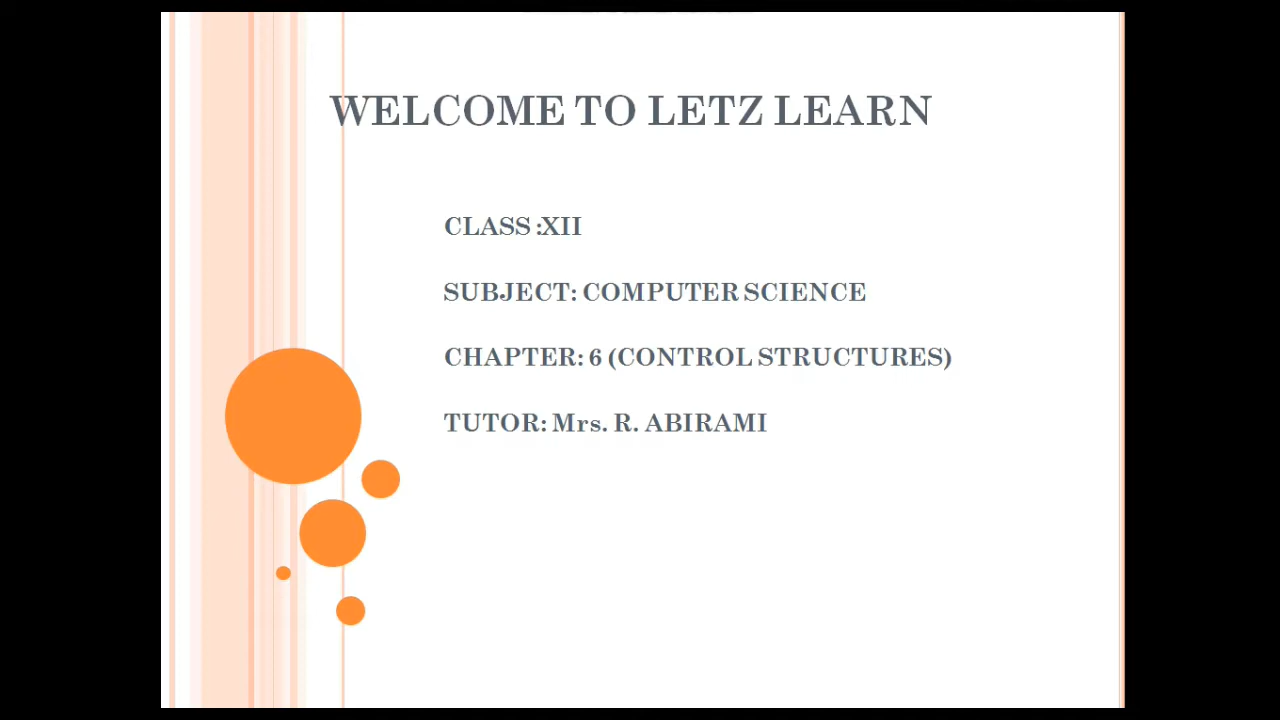 WELCOME TO LETZ LEARN
CLASS :XII
SUBJECT: COMPUTER SCIENCE
CHAPTER: 6 (CONTROL STRUCTURES)
TUTOR: Mrs. R. ABIRAMI